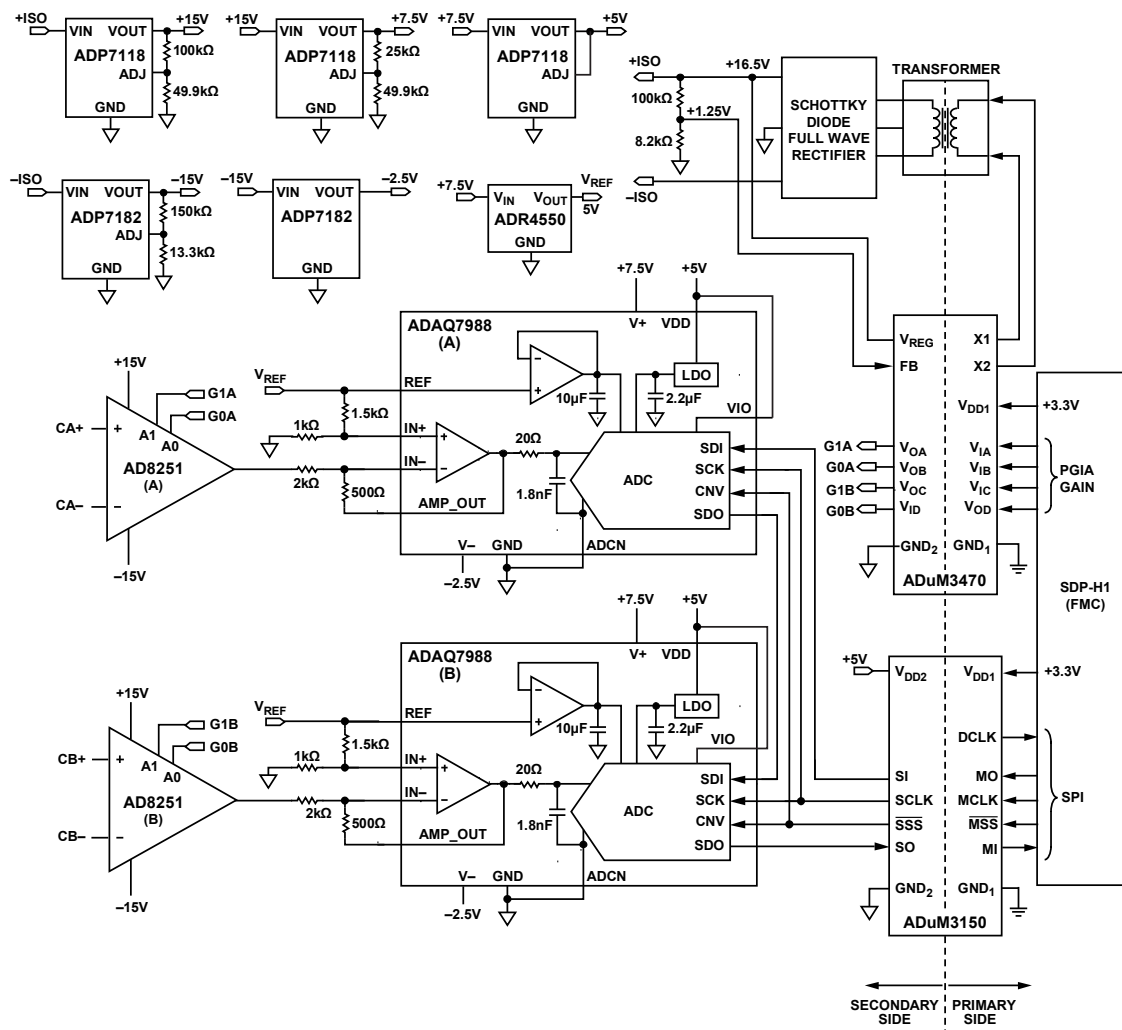 +ISO
VIN VOUT
+15V
100kΩ
ADP7118
ADJ
49.9kΩ
GND
+15V
VIN VOUT
+7.5V
25kΩ
ADP7118
ADJ
49.9kΩ
GND
+7.5V
VIN VOUT
+5V
ADP7118
ADJ
GND
–ISO
VIN VOUT
–15V
150kΩ
ADP7182
ADJ
13.3kΩ
GND
–15V
VIN VOUT
–2.5V
ADP7182
GND
+7.5V
VIN VOUT
VREF
5V
ADR4550
GND
+ISO
+16.5V
100kΩ
+1.25V
8.2kΩ
–ISO
SCHOTTKY
DIODE
FULL WAVE
RECTIFIER
TRANSFORMER
+7.5V
+5V
V+ VDD
ADAQ7988
(A)
+15V
G1A
G0A
A1
A0
CA+
+
AD8251
(A)
CA–
–
–15V
VREF
REF
1.5kΩ
1kΩ
IN+
IN–
2kΩ
500Ω
AMP_OUT
–
+
+
–
20Ω
1.8nF
10µF
2.2µF
LDO
VIO
ADC
SDI
SCK
CNV
SDO
V–
GND
ADCN
–2.5V
+7.5V
+5V
V+ VDD
ADAQ7988
(B)
+15V
G1B
G0B
A1
A0
CB+
+
AD8251
(B)
CB–
–
–15V
VREF
REF
1.5kΩ
1kΩ
IN+
IN–
2kΩ
500Ω
AMP_OUT
–
+
+
–
20Ω
1.8nF
10µF
2.2µF
LDO
VIO
ADC
SDI
SCK
CNV
SDO
V–
GND
ADCN
–2.5V
VREG X1
FB X2
VDD1
+3.3V
G1A VOA VIA
G0A VOB VIB
G1B VOC VIC
G0B VID VOD
PGIA
GAIN
GND2 GND1
ADuM3470
SDP-H1
(FMC)
+5V
VDD2 VDD1
+3.3V
DCLK
SI MO
SCLK MCLK
SSS MSS
SO MI
SPI
GND2 GND1
ADuM3150
SECONDARY
SIDE
PRIMARY
SIDE